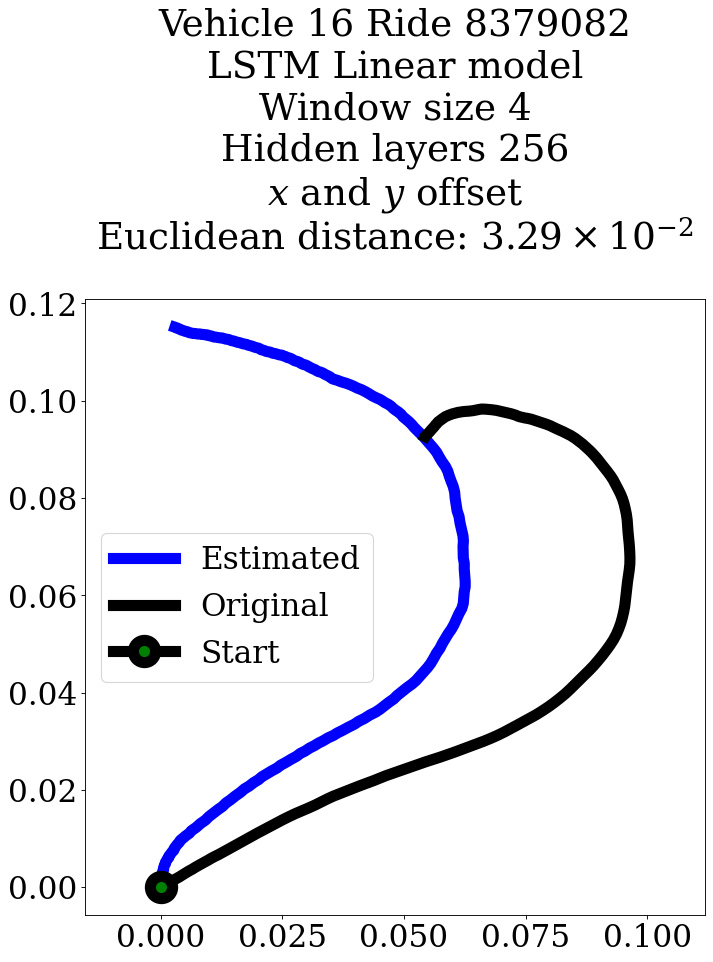 Vehicle 16 Ride 8379082
LSTM Linear model
Window size 4
Hidden layers 256
x and y offset
Euclidean distance: 3.29 × 10⁻²
0.12
0.10
0.08
0.06
0.04
0.02
0.00
Estimated
Original
Start
0.000 0.025 0.050 0.075 0.100